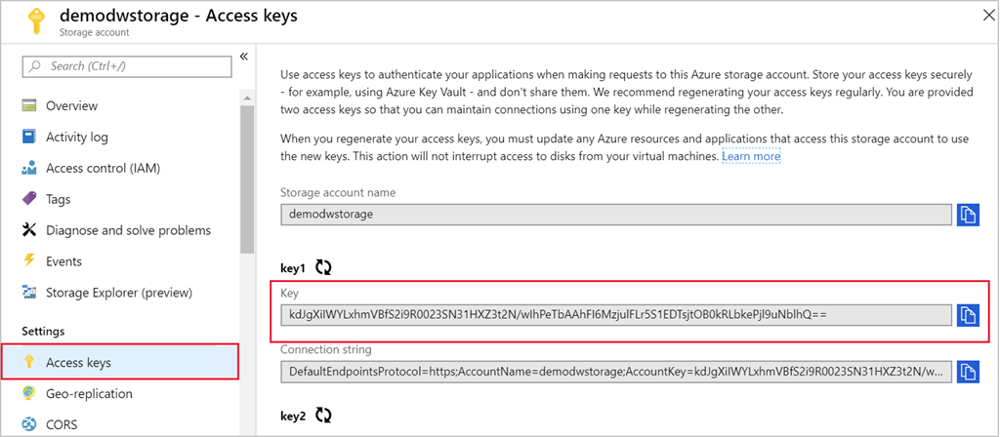 demodwstorage - Access keys
Storage account
Search (Ctrl+/)
Overview
Activity log
Access control (IAM)
Tags
Diagnose and solve problems
Events
Storage Explorer (preview)
Settings
Access keys
Geo-replication
CORS
Use access keys to authenticate your applications when making requests to this Azure storage account. Store your access keys securely
- for example, using Azure Key Vault - and don't share them. We recommend regenerating your access keys regularly. You are provided
two access keys so that you can maintain connections using one key while regenerating the other.
When you regenerate your access keys, you must update any Azure resources and applications that access this storage account to use
the new keys. This action will not interrupt access to disks from your virtual machines. Learn more
Storage account name
demodwstorage
key1
Key
kdJgXiIWYLxhmVBfS2i9R0023SN31HXZ3t2N/wIhPeTbAAhFI6MzjuIFLr5S1EDTsjtOB0kRLbkePjl9uNbIhQ==
Connection string
DefaultEndpointsProtocol=https;AccountName=demodwstorage;AccountKey=kdJgXiIWYLxhmVBfS2i9R0023SN31HXZ3t2N/w...
key2